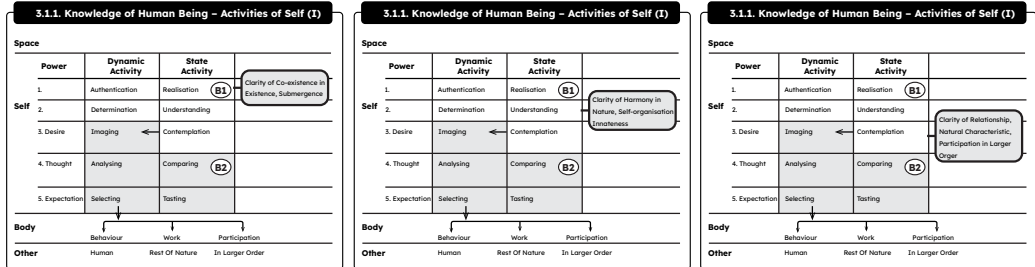 3.1.1. Knowledge of Human Being – Activities of Self (I)
Space
Power Dynamic Activity State Activity
1. Authentication Realisation B1
Clarity of Co-existence in
Existence, Submergence
Self
2. Determination Understanding
3. Desire Imaging Contemplation
4. Thought Analysing Comparing B2
5. Expectation Selecting Tasting
Body
Behaviour Work Participation
Other Human Rest Of Nature In Larger Order
3.1.1. Knowledge of Human Being – Activities of Self (I)
Space
Power Dynamic Activity State Activity
1. Authentication Realisation B1
Clarity of Harmony in
Nature, Self-organisation
Innateness
Self
2. Determination Understanding
3. Desire Imaging Contemplation
4. Thought Analysing Comparing B2
5. Expectation Selecting Tasting
Body
Behaviour Work Participation
Other Human Rest Of Nature In Larger Order
3.1.1. Knowledge of Human Being – Activities of Self (I)
Space
Power Dynamic Activity State Activity
1. Authentication Realisation B1
Self
2. Determination Understanding
Clarity of Relationship,
Natural Characteristic,
Participation in Larger
Orger
3. Desire Imaging Contemplation
4. Thought Analysing Comparing B2
5. Expectation Selecting Tasting
Body
Behaviour Work Participation
Other Human Rest Of Nature In Larger Order